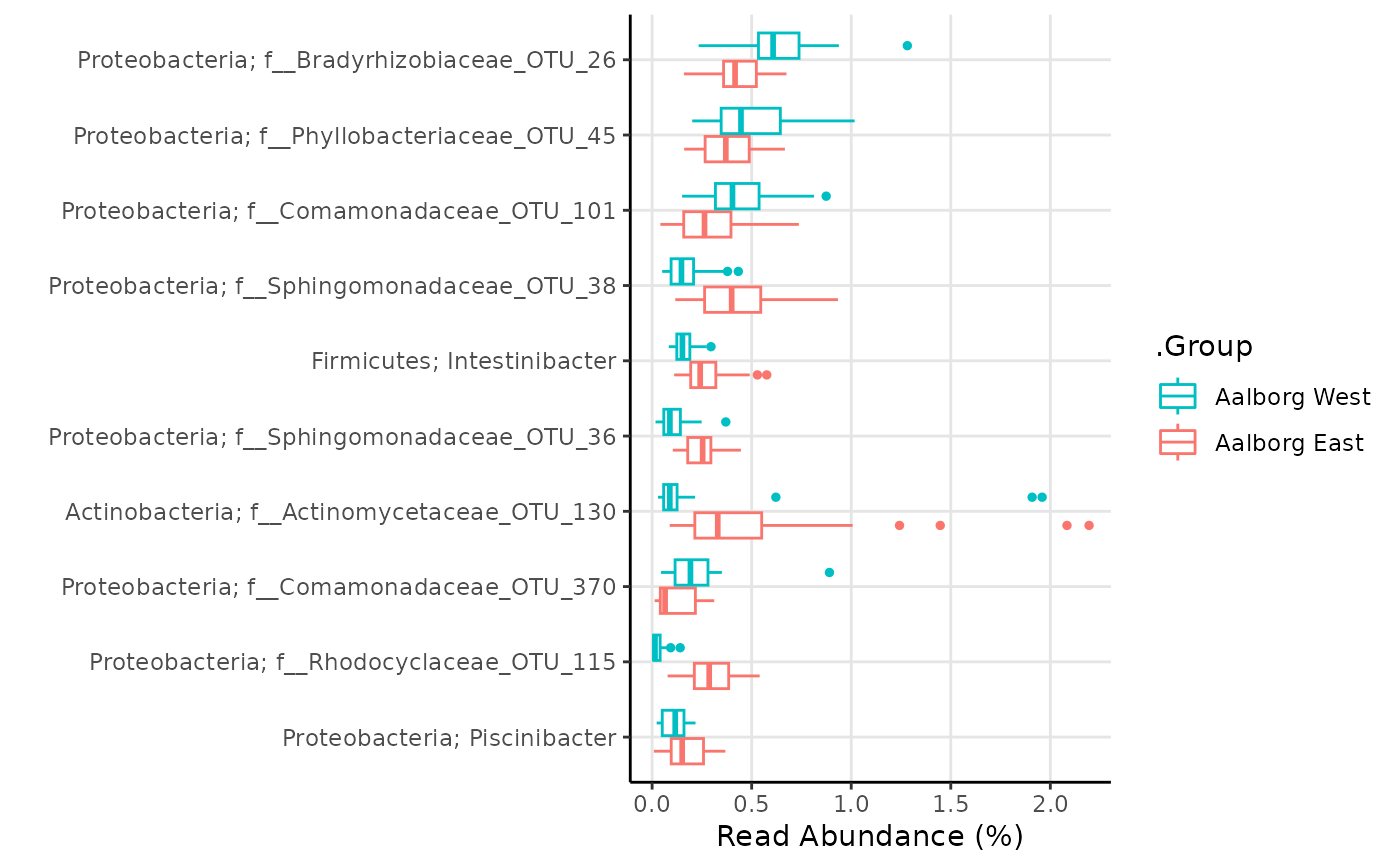 Proteobacteria; f__Bradyrhizobiaceae_OTU_26
Proteobacteria; f__Phyllobacteriaceae_OTU_45
Proteobacteria; f__Comamonadaceae_OTU_101
Proteobacteria; f__Sphingomonadaceae_OTU_38
Firmicutes; Intestinibacter
Proteobacteria; f__Sphingomonadaceae_OTU_36
Actinobacteria; f__Actinomycetaceae_OTU_130
Proteobacteria; f__Comamonadaceae_OTU_370
Proteobacteria; f__Rhodocyclaceae_OTU_115
Proteobacteria; Piscinibacter
0.0 0.5 1.0 1.5 2.0
Read Abundance (%)
.Group
Aalborg West
Aalborg East